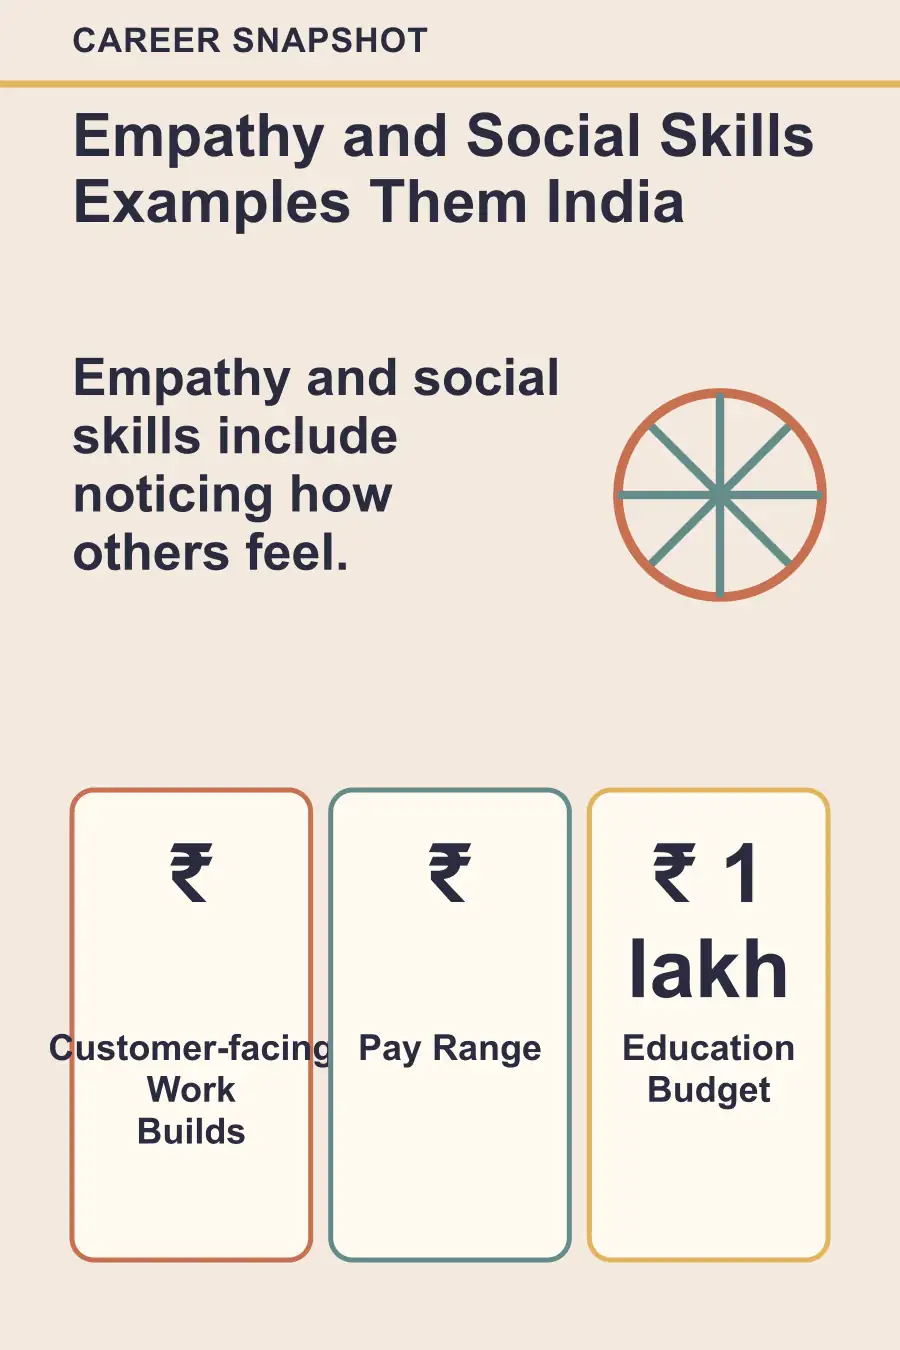 CAREER SNAPSHOT
Empathy and Social Skills
Examples Them India
Empathy and social
skills include
noticing how
others feel.
₹
Customer-facing
Work
Builds
₹
Pay Range
₹ 1
lakh
Education
Budget